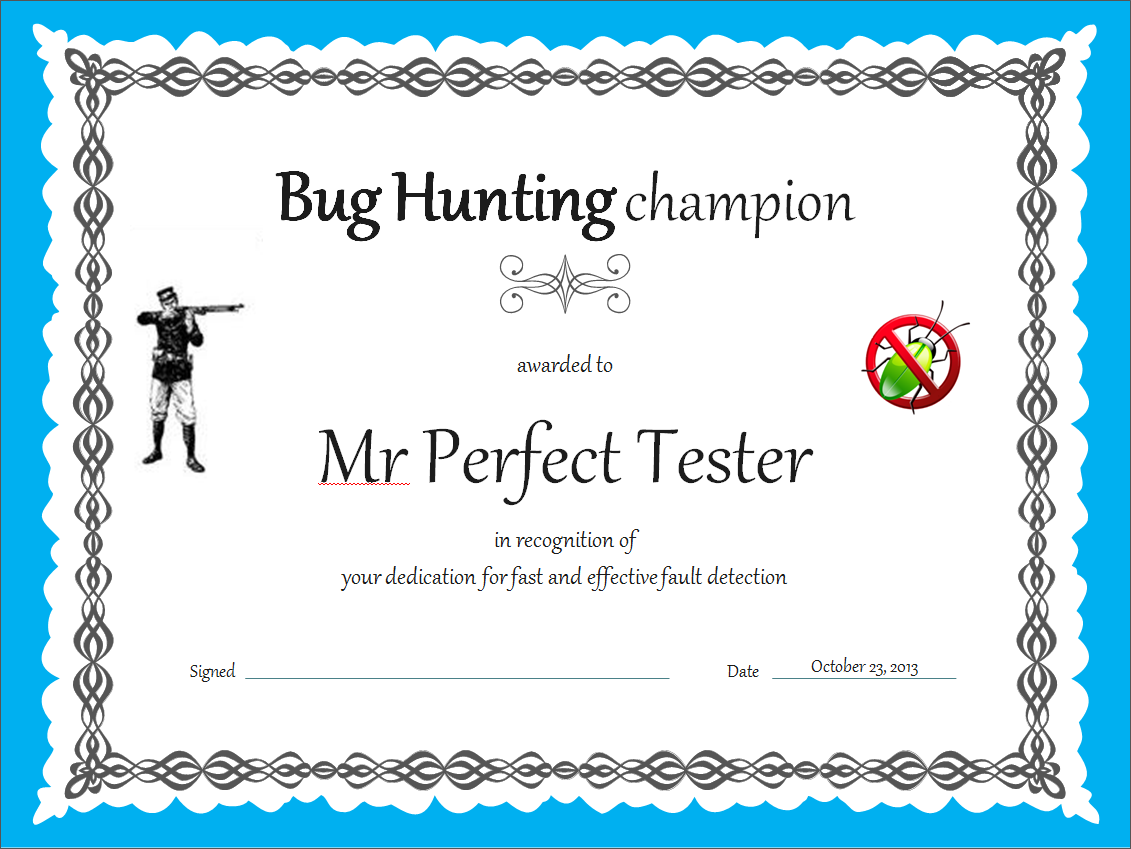 Bug Hunting champion
awarded to
Mr Perfect Tester
in recognition of
your dedication for fast and effective fault detection
Signed
Date October 23, 2013